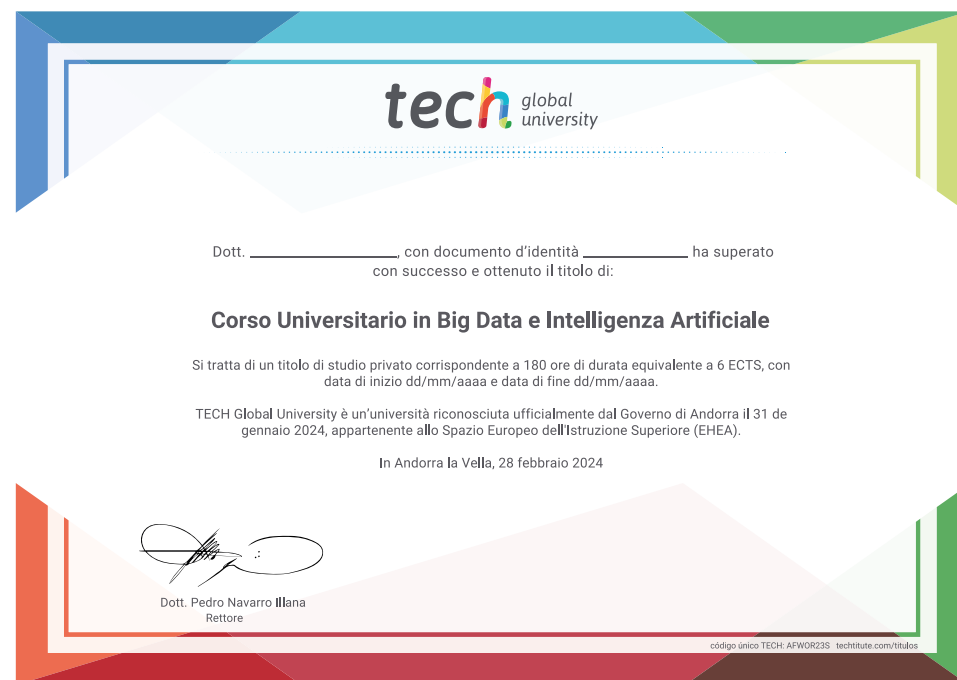 tech global university
Dott. ____________________, con documento d'identità ______________ ha superato
con successo e ottenuto il titolo di:
Corso Universitario in Big Data e Intelligenza Artificiale
Si tratta di un titolo di studio privato corrispondente a 180 ore di durata equivalente a 6 ECTS, con
data di inizio dd/mm/aaaa e data di fine dd/mm/aaaa.
TECH Global University è un'università riconosciuta ufficialmente dal Governo di Andorra il 31 de
gennaio 2024, appartenente allo Spazio Europeo dell'Istruzione Superiore (EHEA).
In Andorra la Vella, 28 febbraio 2024
Dott. Pedro Navarro Illana
Rettore
código único TECH: AFWOR23S techtitute.com/titulos